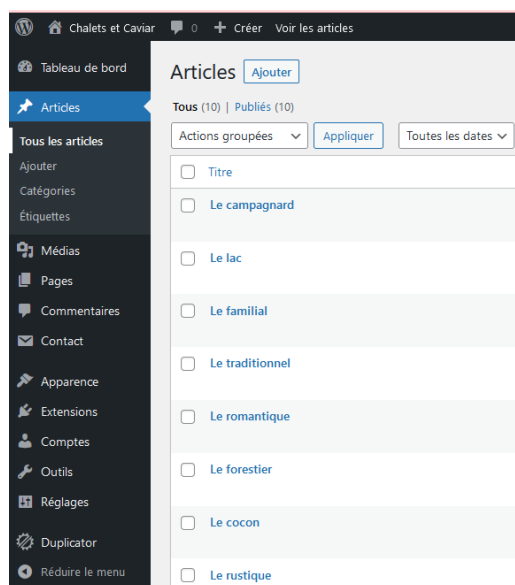 Chalets et Caviar 0 + Créer Voir les articles
Tableau de bord
Articles
Tous les articles
Ajouter
Catégories
Étiquettes
Médias
Pages
Commentaires
Contact
Apparence
Extensions
Comptes
Outils
Réglages
Duplicator
Réduire le menu
Articles Ajouter
Tous (10) | Publiés (10)
Actions groupées Appliquer Toutes les dates
Titre
Le campagnard
Le lac
Le familial
Le traditionnel
Le romantique
Le forestier
Le cocon
Le rustique